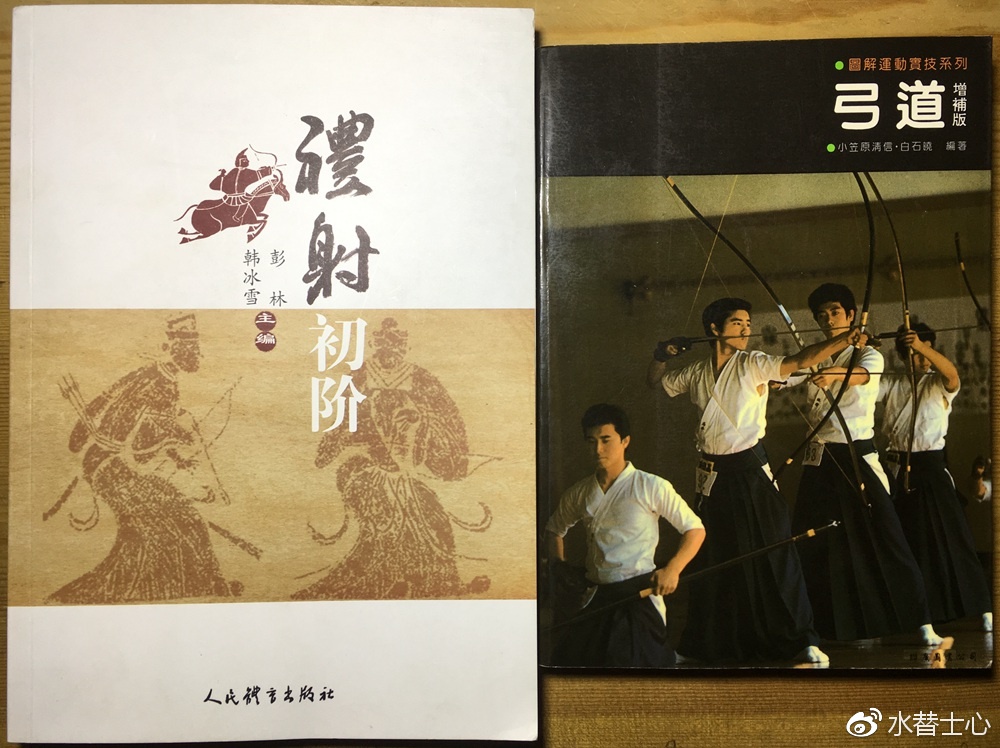 禮射
初阶
彭林
韩冰雪
主编
人民體育出版社
圖解運動實技系列
弓道
增補版
小笠原清信·白石曉 編著
水替士心